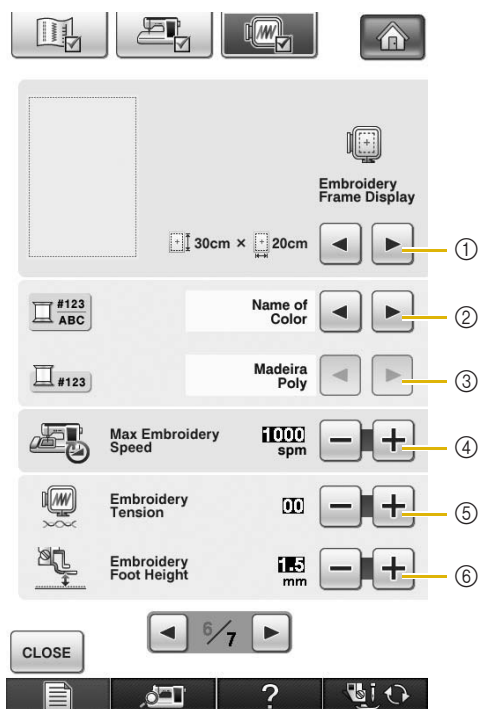 Embroidery
Frame Display
30cm × 20cm
①
#123
ABC
Name of
Color
②
#123
Madeira
Poly
③
Max Embroidery
Speed
1000
spm
④
Embroidery
Tension
00
⑤
Embroidery
Foot Height
1.5
mm
⑥
6/7
CLOSE
?